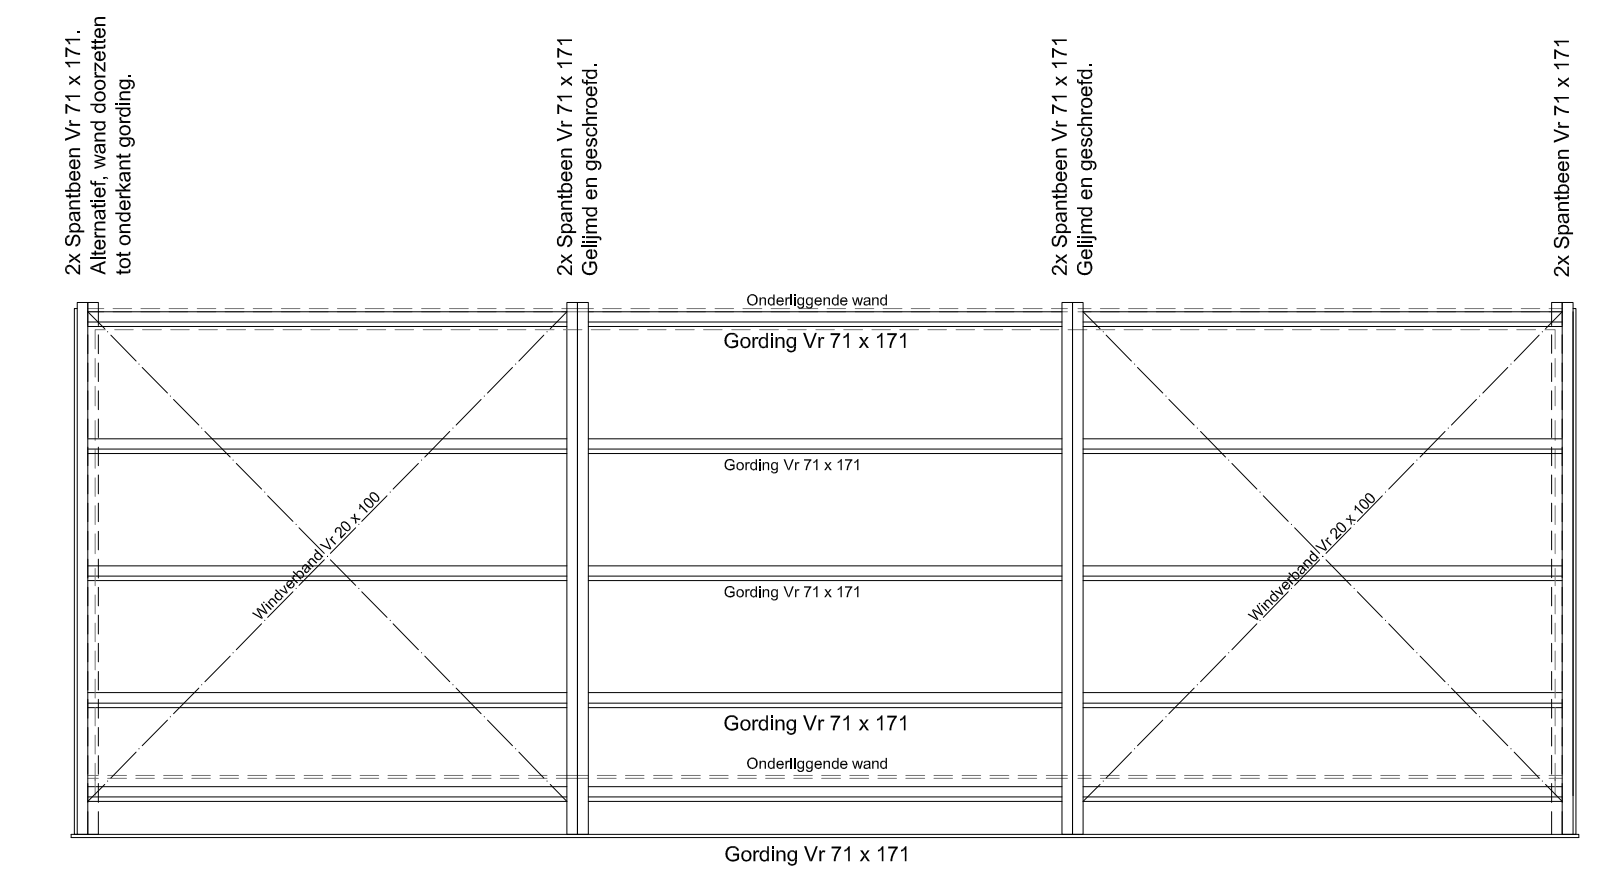 2x Spantbeen Vr 71 x 171.
Alternatief, wand doorzetten
tot onderkant gording.
2x Spantbeen Vr 71 x 171
Gelijmd en geschroefd.
2x Spantbeen Vr 71 x 171
Gelijmd en geschroefd.
2x Spantbeen Vr 71 x 171
Onderliggende wand
Gording Vr 71 x 171
Gording Vr 71 x 171
Windverband Vr 20 x 100
Windverband Vr 20 x 100
Gording Vr 71 x 171
Gording Vr 71 x 171
Onderliggende wand
Gording Vr 71 x 171